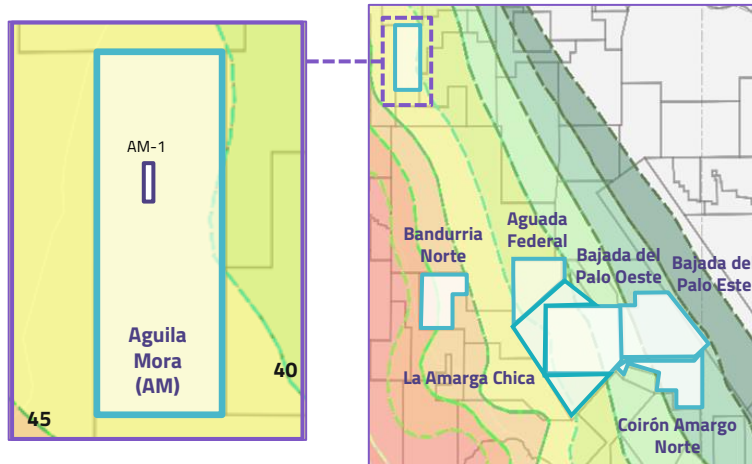 AM-1
Aguila
Mora
(AM)
40
45
Bandurria
Norte
Aguada
Federal
Bajada del
Palo Oeste
Bajada de
Palo Este
La Amarga Chica
Coirón Amargo
Norte